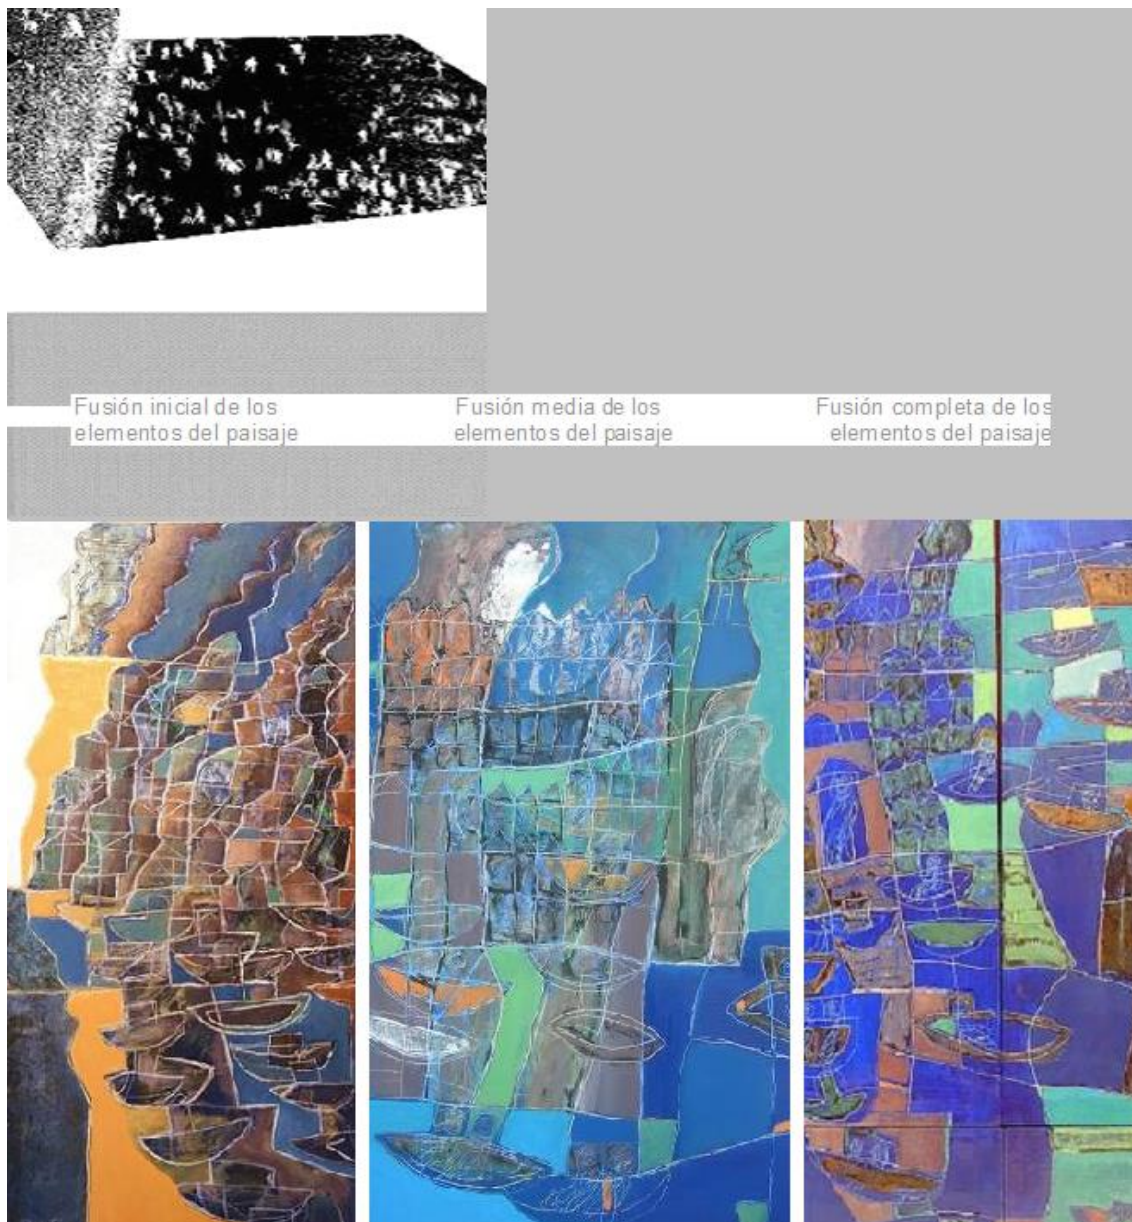 Fusión inicial de los
elementos del paisaje
Fusión media de los
elementos del paisaje
Fusión completa de los
elementos del paisaje